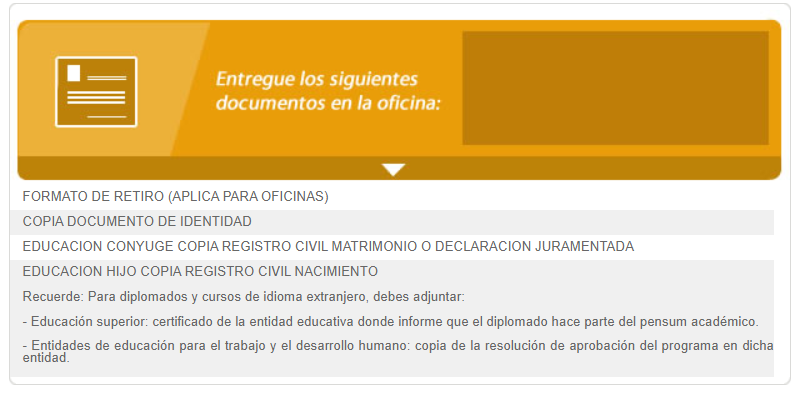 Entregue los siguientes
documentos en la oficina:
FORMATO DE RETIRO (APLICA PARA OFICINAS)
COPIA DOCUMENTO DE IDENTIDAD
EDUCACION CONYUGE COPIA REGISTRO CIVIL MATRIMONIO O DECLARACION JURAMENTADA
EDUCACION HIJO COPIA REGISTRO CIVIL NACIMIENTO
Recuerde: Para diplomados y cursos de idioma extranjero, debes adjuntar:
- Educación superior: certificado de la entidad educativa donde informe que el diplomado hace parte del pensum académico.
- Entidades de educación para el trabajo y el desarrollo humano: copia de la resolución de aprobación del programa en dicha
entidad.